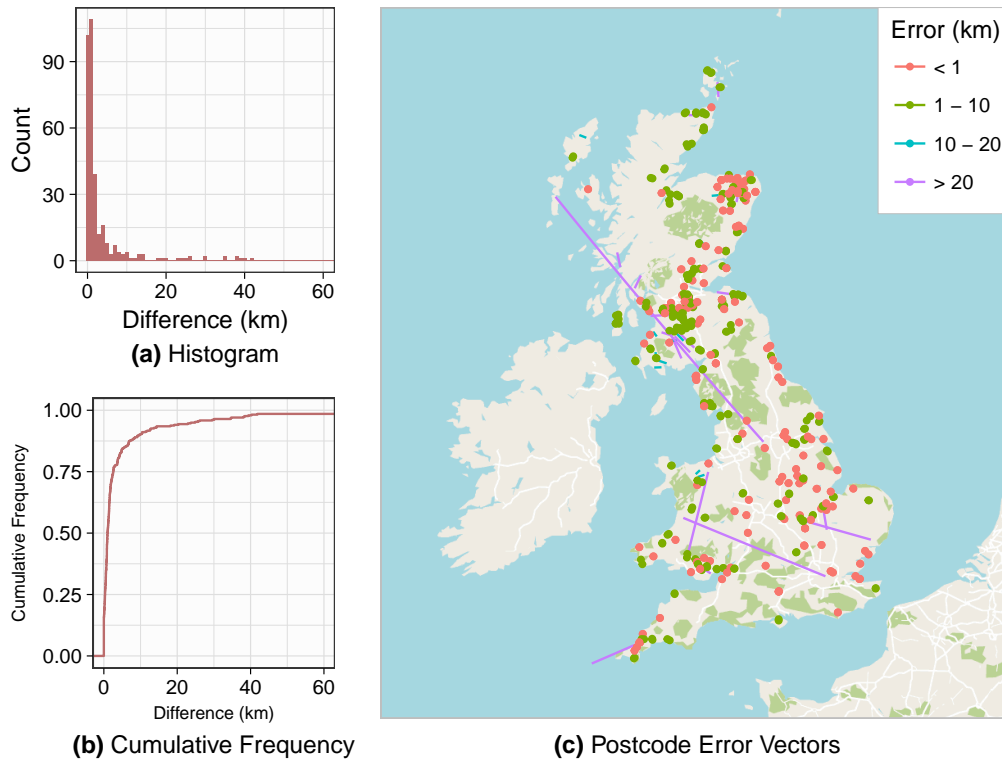 Count
90
60
30
0
0
20
40
60
Difference (km)
(a) Histogram
Cumulative Frequency
1.00
0.75
0.50
0.25
0.00
0
20
40
60
Difference (km)
(b) Cumulative Frequency
Error (km)
< 1
1 − 10
10 − 20
> 20
(c) Postcode Error Vectors